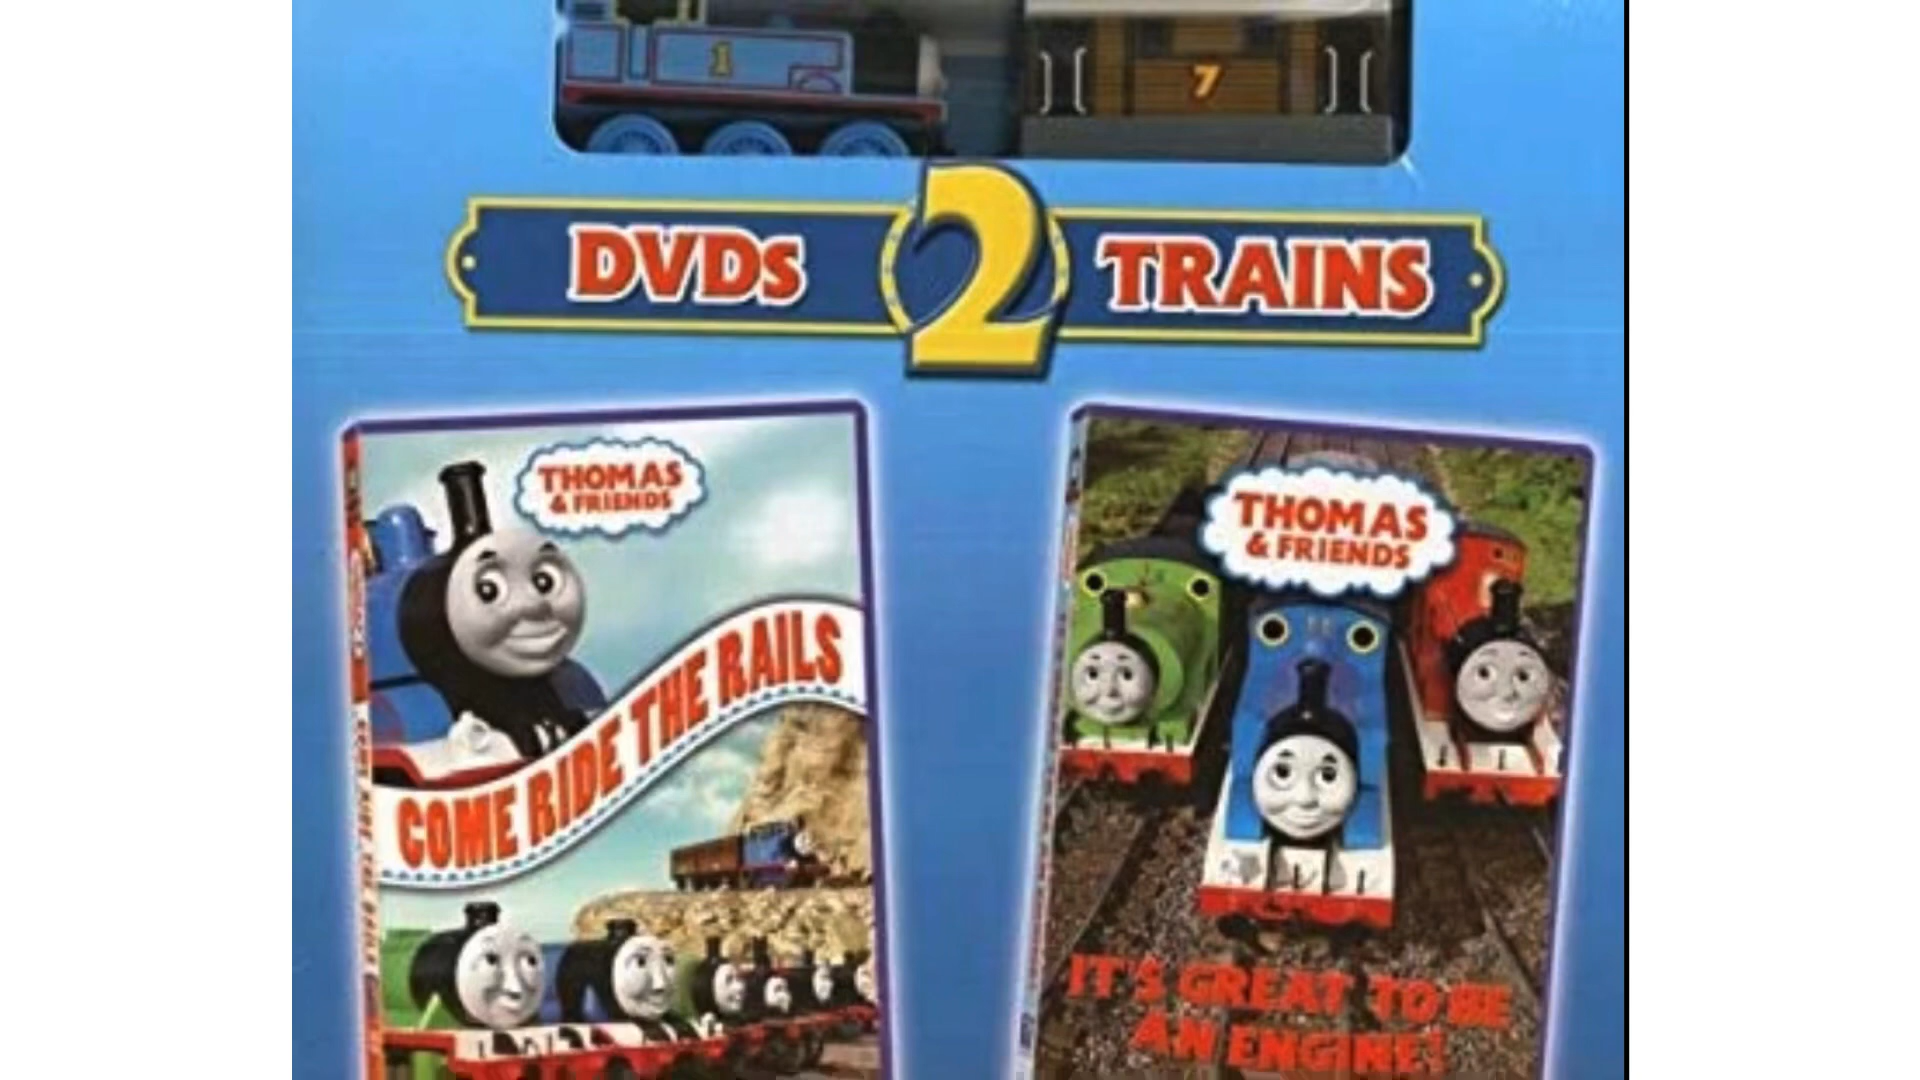 1
7
DVDs 2 TRAINS
THOMAS
& FRIENDS
COME RIDE THE RAILS
THOMAS
& FRIENDS
IT'S GREAT TO BE
AN ENGINE!